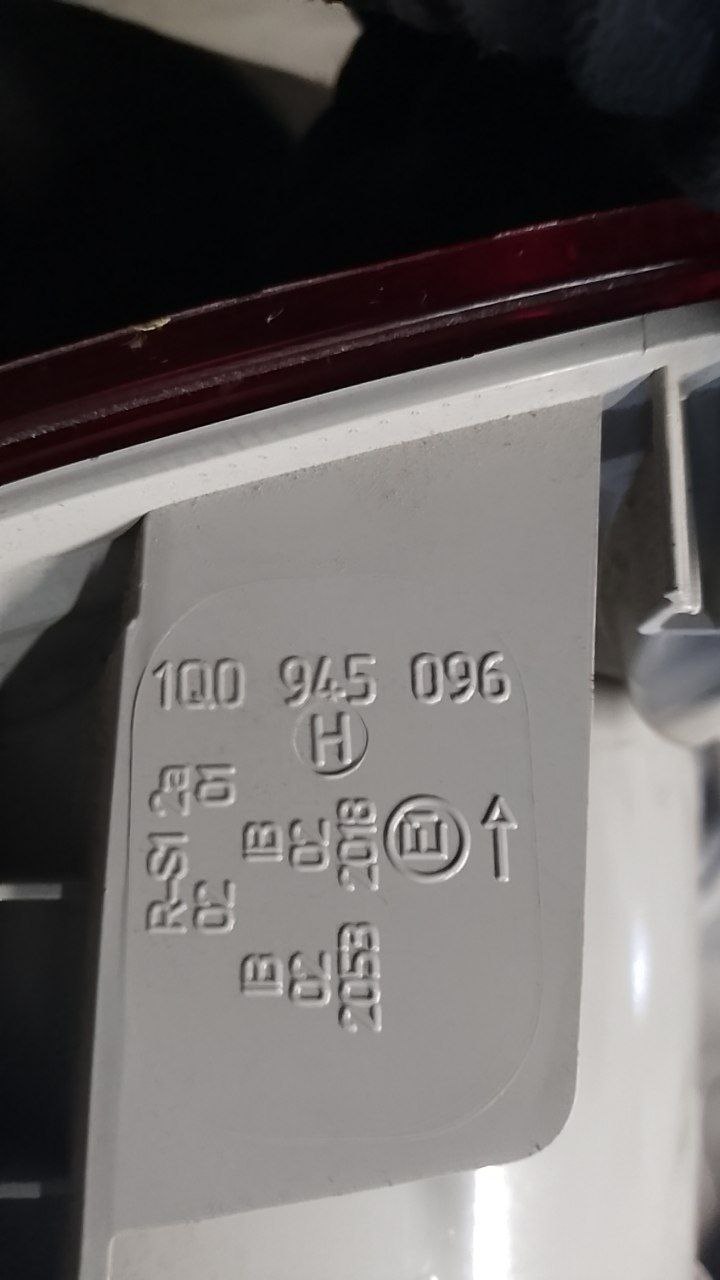 1Q0 945 096
H
R-S1 2a
02 01
IB IB
02 02
2053 2018
E1
→